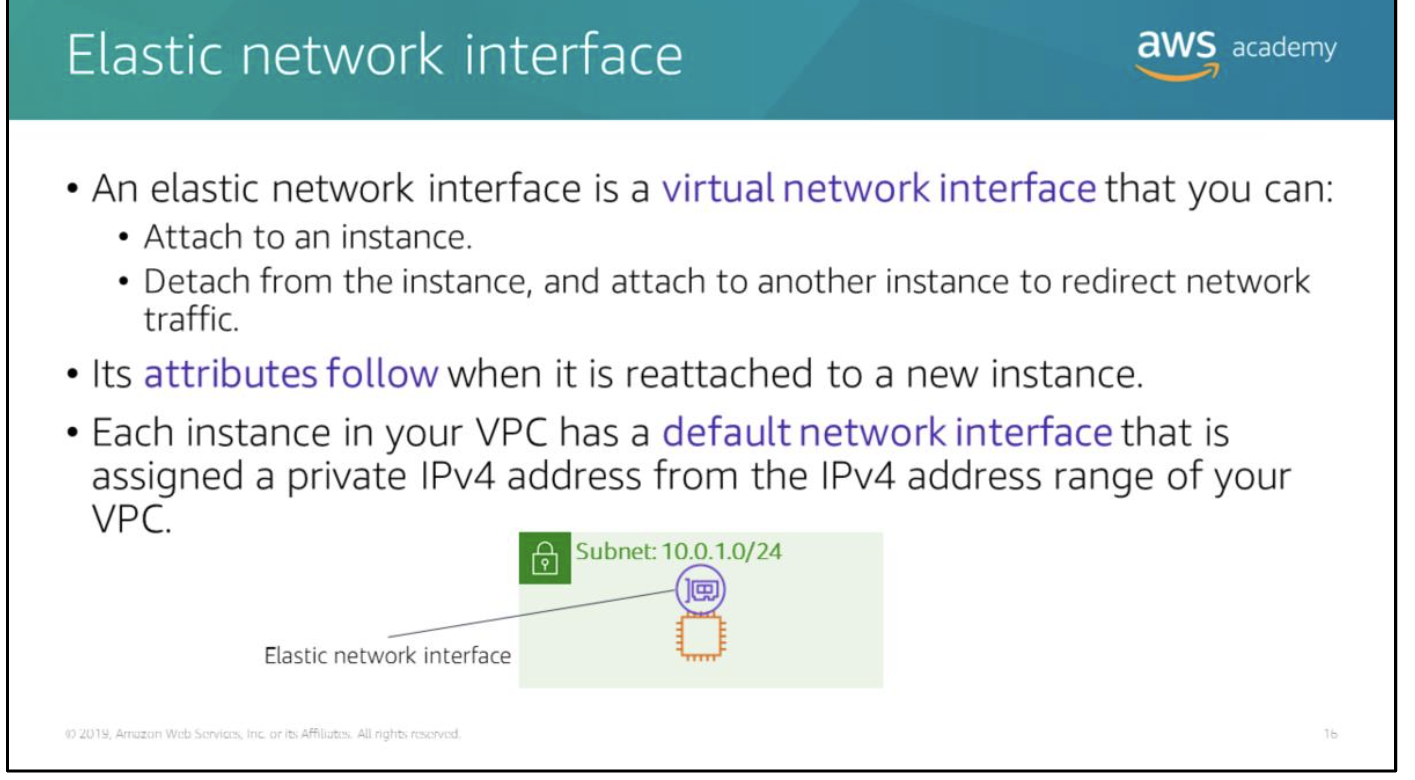 Elastic network interface
aws academy
• An elastic network interface is a virtual network interface that you can:
• Attach to an instance.
• Detach from the instance, and attach to another instance to redirect network
traffic.
• Its attributes follow when it is reattached to a new instance.
• Each instance in your VPC has a default network interface that is
assigned a private IPv4 address from the IPv4 address range of your
VPC.
Subnet: 10.0.1.0/24
Elastic network interface
© 2019, Amazon Web Services, Inc. or its Affiliates. All rights reserved.
16